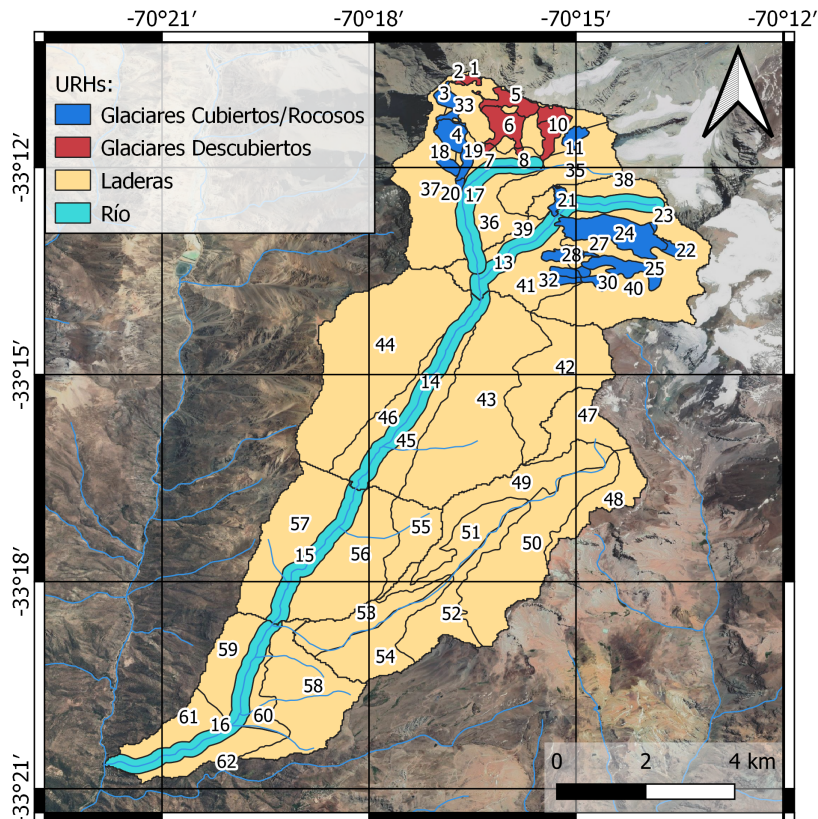 -70°21′ -70°18′ -70°15′ -70°12′
URHs:
Glaciares Cubiertos/Rocosos
Glaciares Descubiertos
Laderas
Río
-33°12′
-33°15′
-33°18′
-33°21′
2 1
3 33 5
4 6 10
18 19 7 8 11
35
37 20 17 38
21
36 39 23
24
27 22
13 28 25
41 32 30 40
44
42
14
43
46 47
45
49
48
57 55 51
50
15 56
53 52
59
54
58
61 16 60
62
0 2 4 km